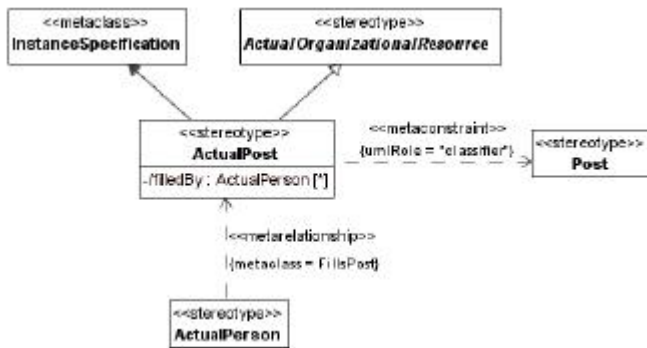 <<metaclass>>
InstanceSpecification
<<stereotype>>
ActualOrganizationalResource
<<stereotype>>
ActualPost
-/filledBy : ActualPerson [*]
<<metaconstraint>>
{umlRole = "classifier"}
<<stereotype>>
Post
<<metarelationship>>
{metaclass = FillsPost}
<<stereotype>>
ActualPerson